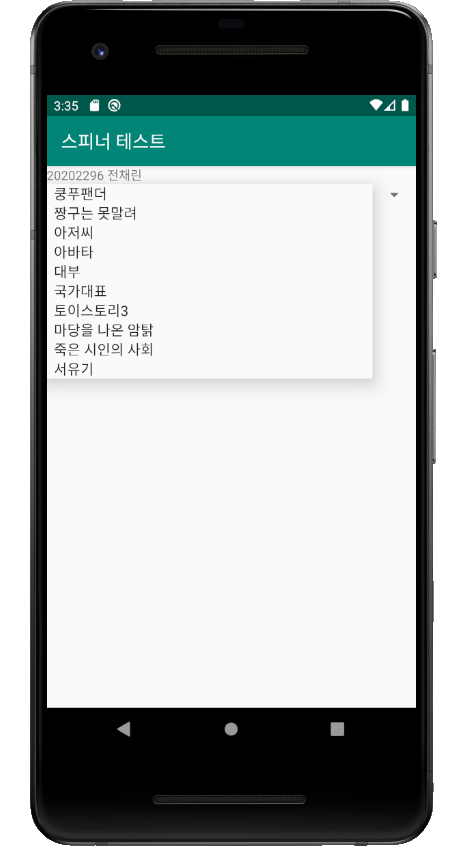 3:35
스피너 테스트
20202296 전채린
쿵푸팬더
짱구는 못말려
아저씨
아바타
대부
국가대표
토이스토리3
마당을 나온 암탉
죽은 시인의 사회
서유기